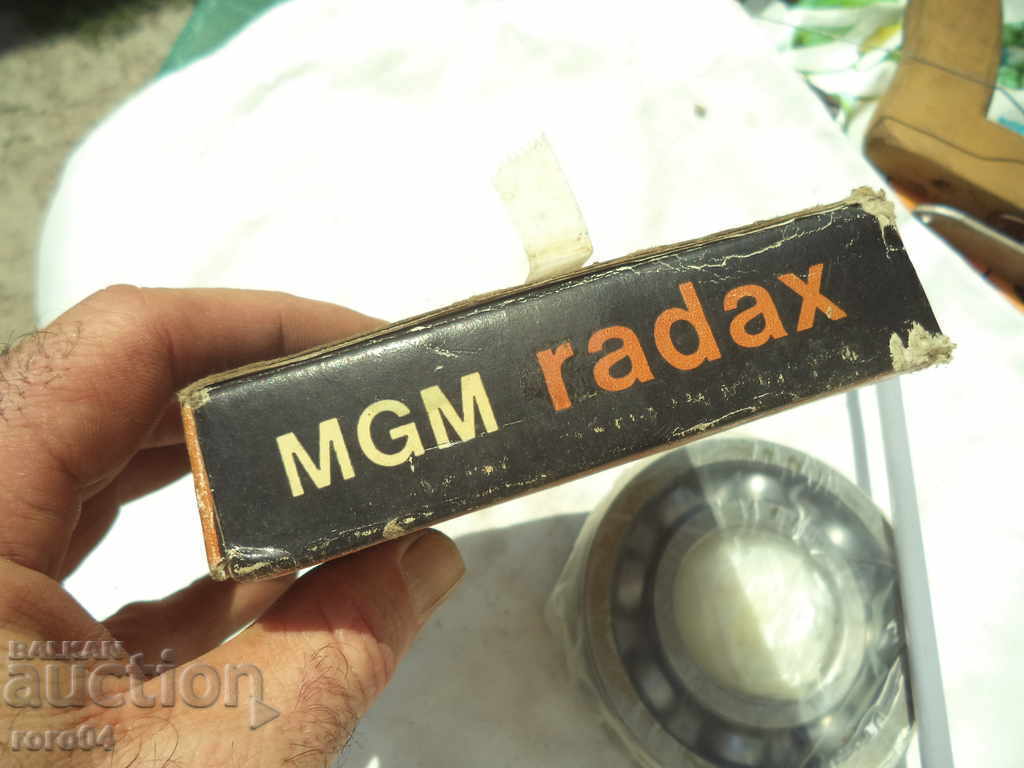 MGM radax
BALKAN
auction
roro04